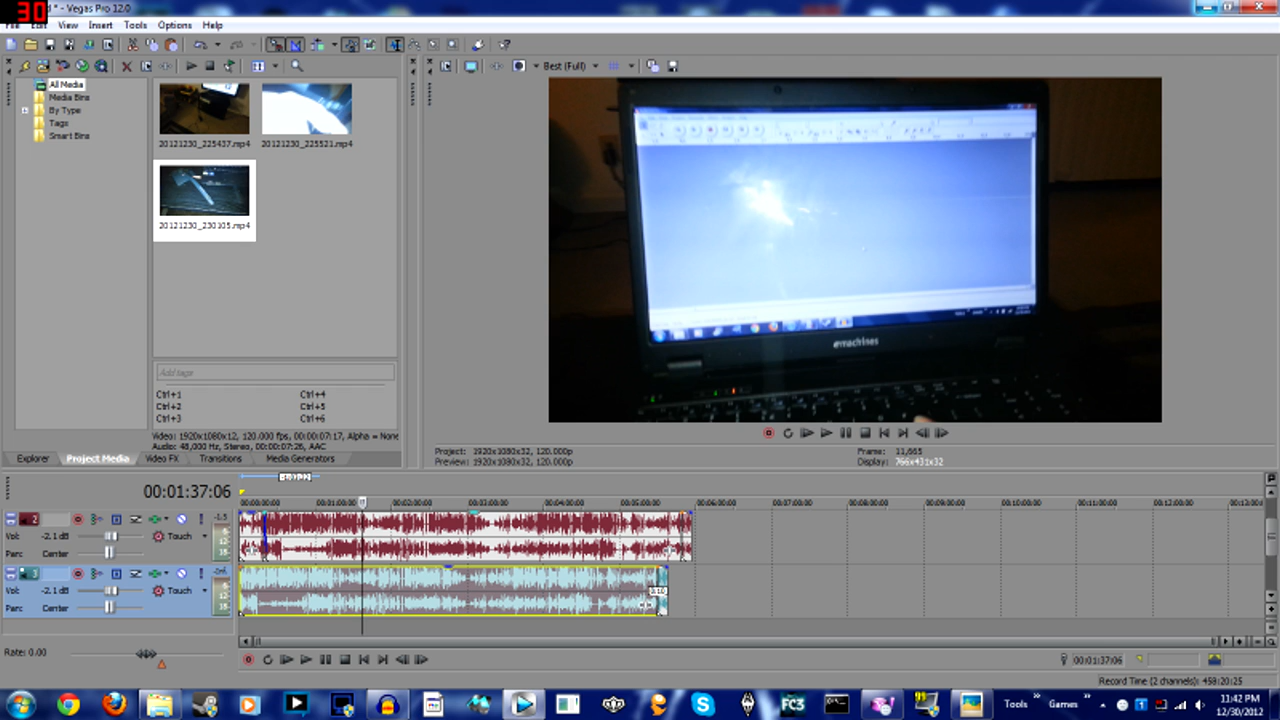 30
d * - Vegas Pro 12.0
File Edit View Insert Tools Options Help
Best (Full)
All Media
Media Bins
By Type
Tags
Smart Bins
20121230_225437.mp4 20121230_225521.mp4
20121230_230105.mp4
emachines
Add tags
Ctrl+1 Ctrl+4
Ctrl+2 Ctrl+5
Ctrl+3 Ctrl+6
Video: 1920x1080x12, 120.000 fps, 00:00:07:17, Alpha = None
Audio: 48,000 Hz, Stereo, 00:00:07:26, AAC
Explorer Project Media Video FX Transitions Media Generators
Project: 1920x1080x32, 120.000p
Preview: 1920x1080x32, 120.000p
Frame: 11,665
Display: 766x431x32
00:01:37:06
00:00:00:00 00:01:00:00 00:02:00:00 00:03:00:00 00:04:00:00 00:05:00:00 00:06:00:00 00:07:00:00 00:08:00:00 00:09:00:00 00:10:00:00 00:11:00:00 00:12:00:00
2 Touch
Vol: -2.1 dB
Pan: Center
3 Touch
Vol: -2.1 dB
Pan: Center
Rate: 0.00
00:01:37:06
Record Time (2 channels): 458:20:25
FC3
Tools Games
11:42 PM
12/30/2012